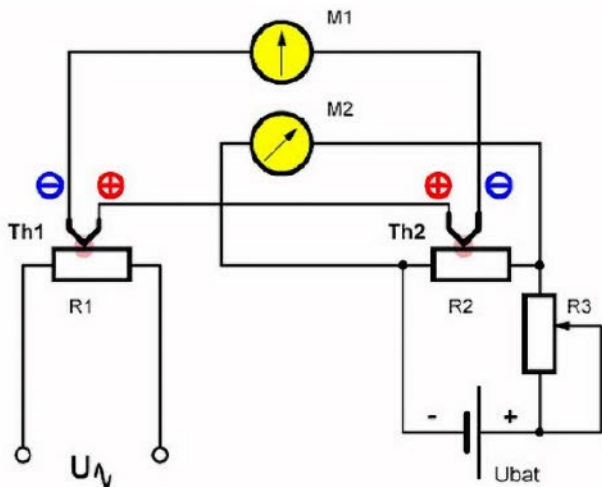 M1
M2
− + + −
Th1 Th2
R1 R2 R3
- +
U
Ubat